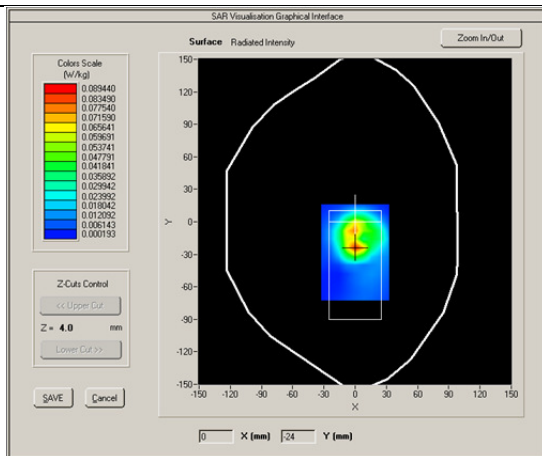 SAR Visualisation Graphical Interface
Surface Radiated Intensity
Zoom In/Out
Colors Scale
(W/kg)
0.089440
0.083490
0.077540
0.071590
0.065641
0.059691
0.053741
0.047791
0.041841
0.035892
0.029942
0.023992
0.018042
0.012092
0.006143
0.000193
Z-Cuts Control
<< Upper Cut
Z = 4.0 mm
Lower Cut >>
SAVE Cancel
150
120
90
60
30
0
-30
-60
-90
-120
-150
Y
-150 -120 -90 -60 -30 0 30 60 90 120 150
X
0 X (mm) -24 Y (mm)